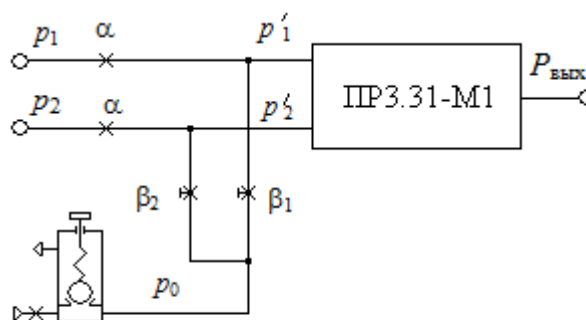 p₁ α p′₁
p₂ α p′₂
ПР3.31-М1
Pвых
β₂ β₁
p₀